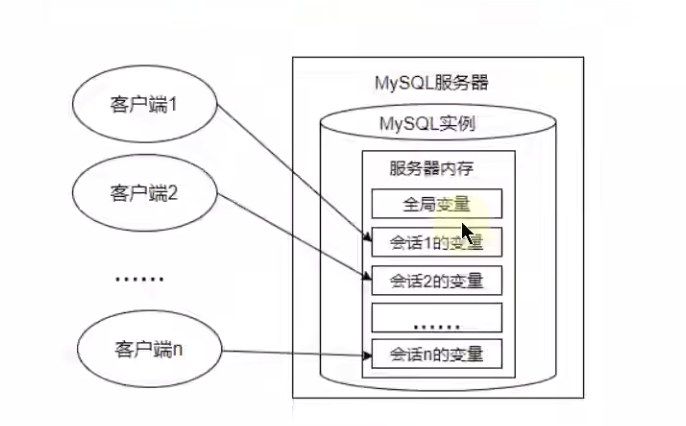 MySQL服务器
客户端1
MySQL实例
服务器内存
客户端2
全局变量
会话1的变量
……
会话2的变量
……
客户端n
会话n的变量